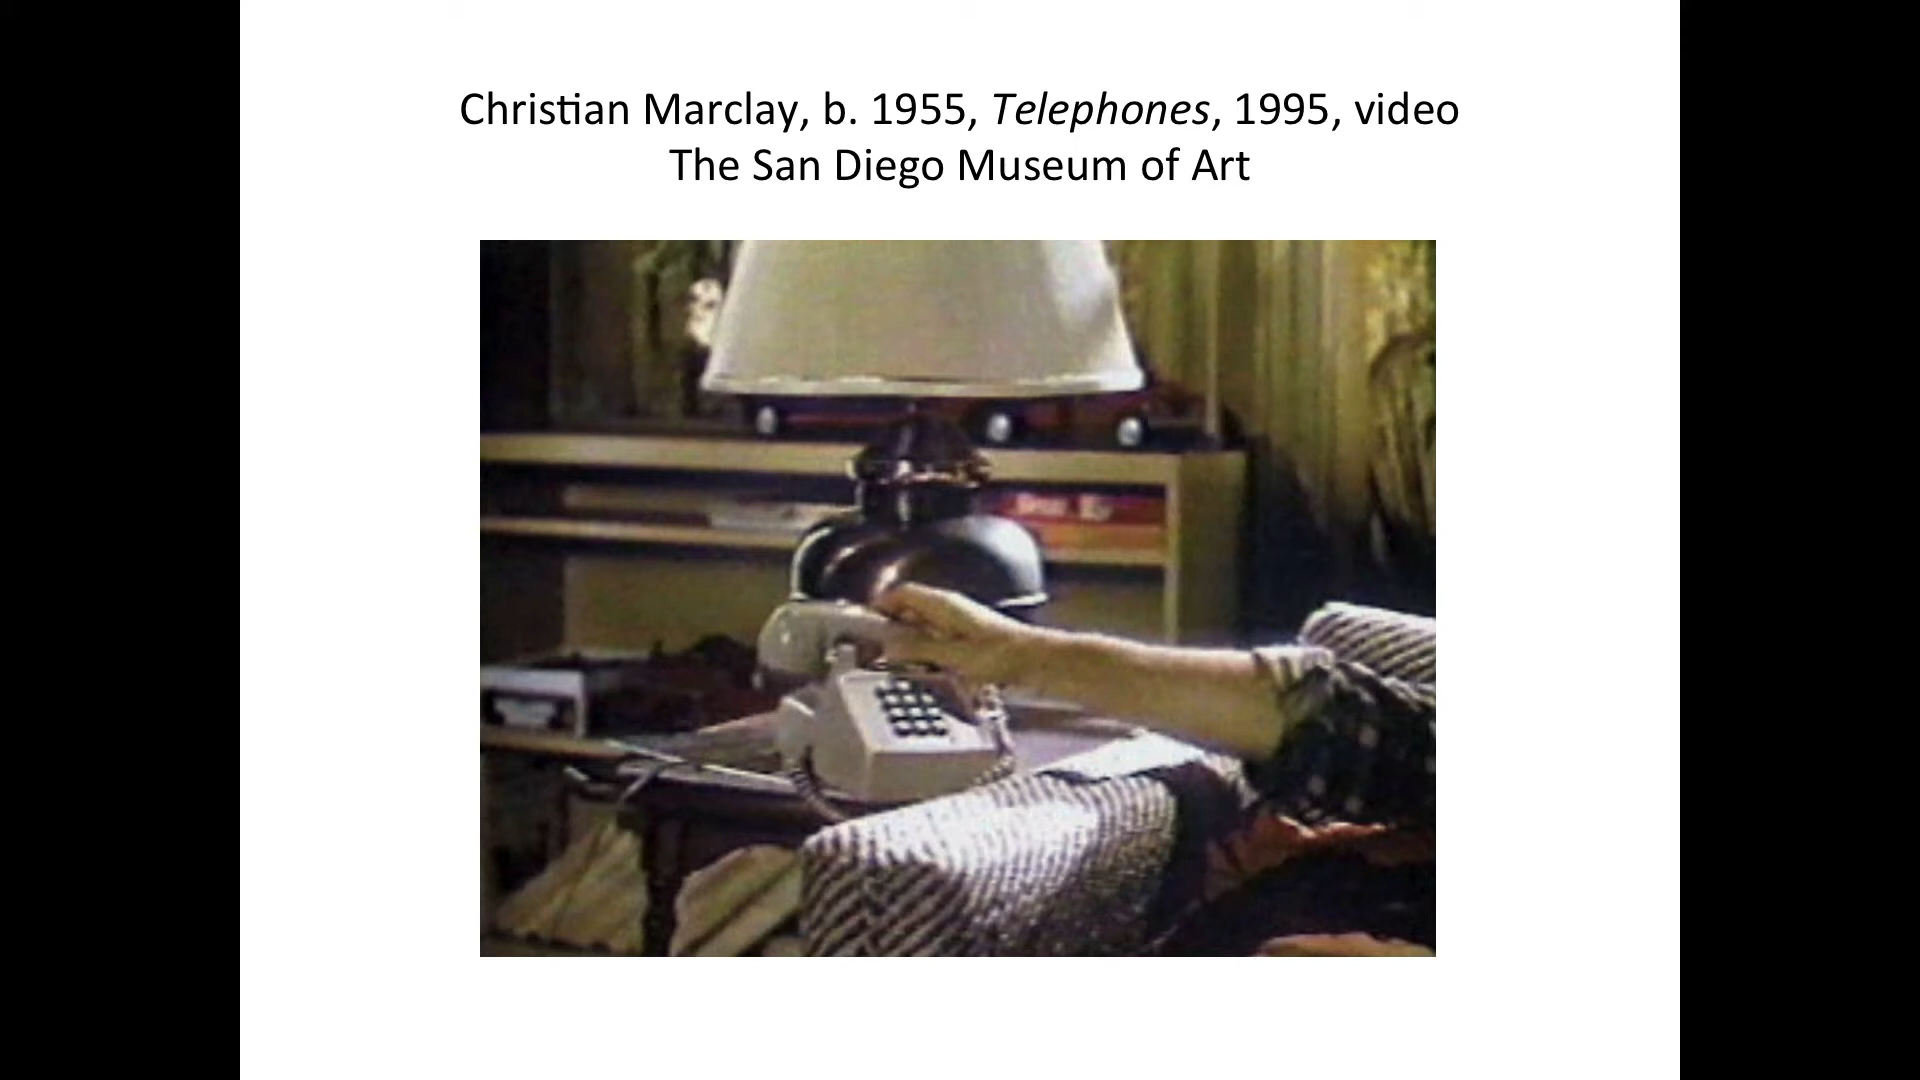 Christian Marclay, b. 1955, Telephones, 1995, video
The San Diego Museum of Art